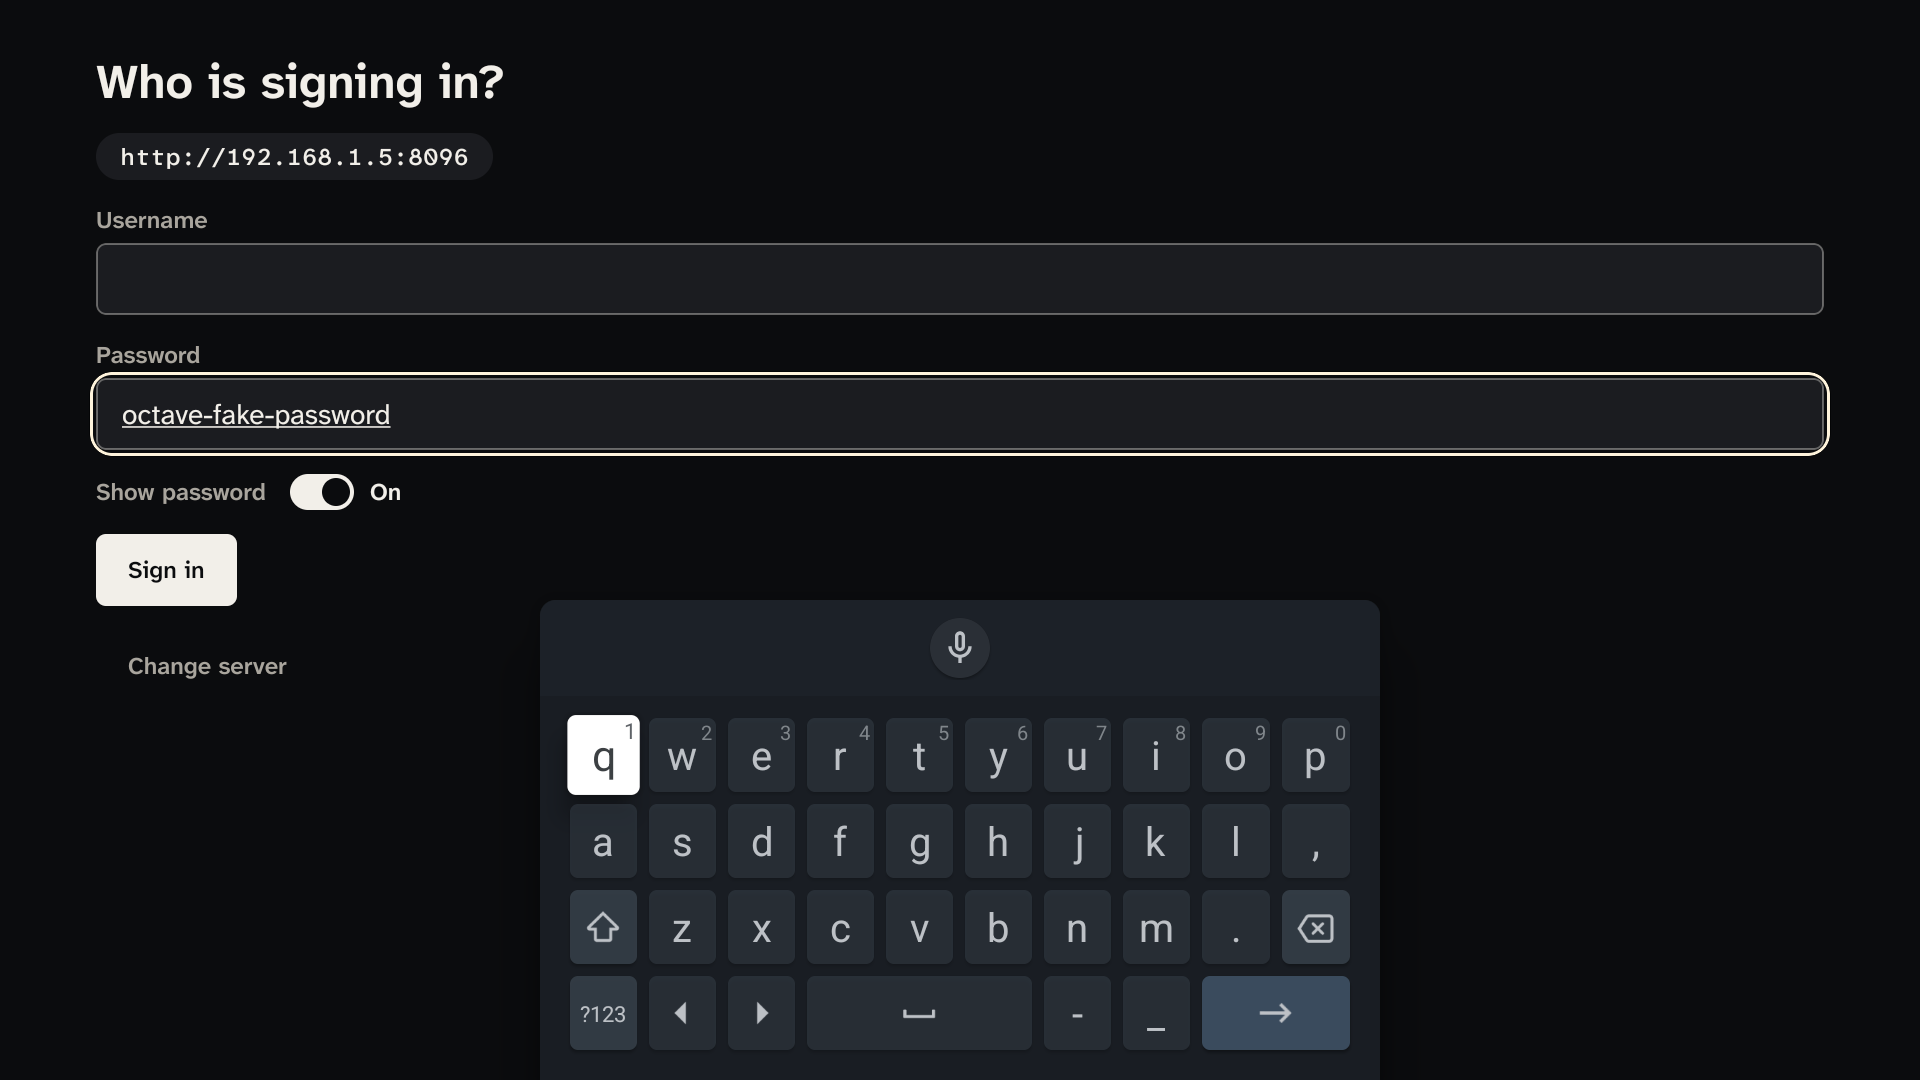 Who is signing in?
http://192.168.1.5:8096
Username
Password
octave-fake-password
Show password On
Sign in
Change server
q 1 w 2 e 3 r 4 t 5 y 6 u 7 i 8 o 9 p 0
a s d f g h j k l ,
z x c v b n m .
?123 - _